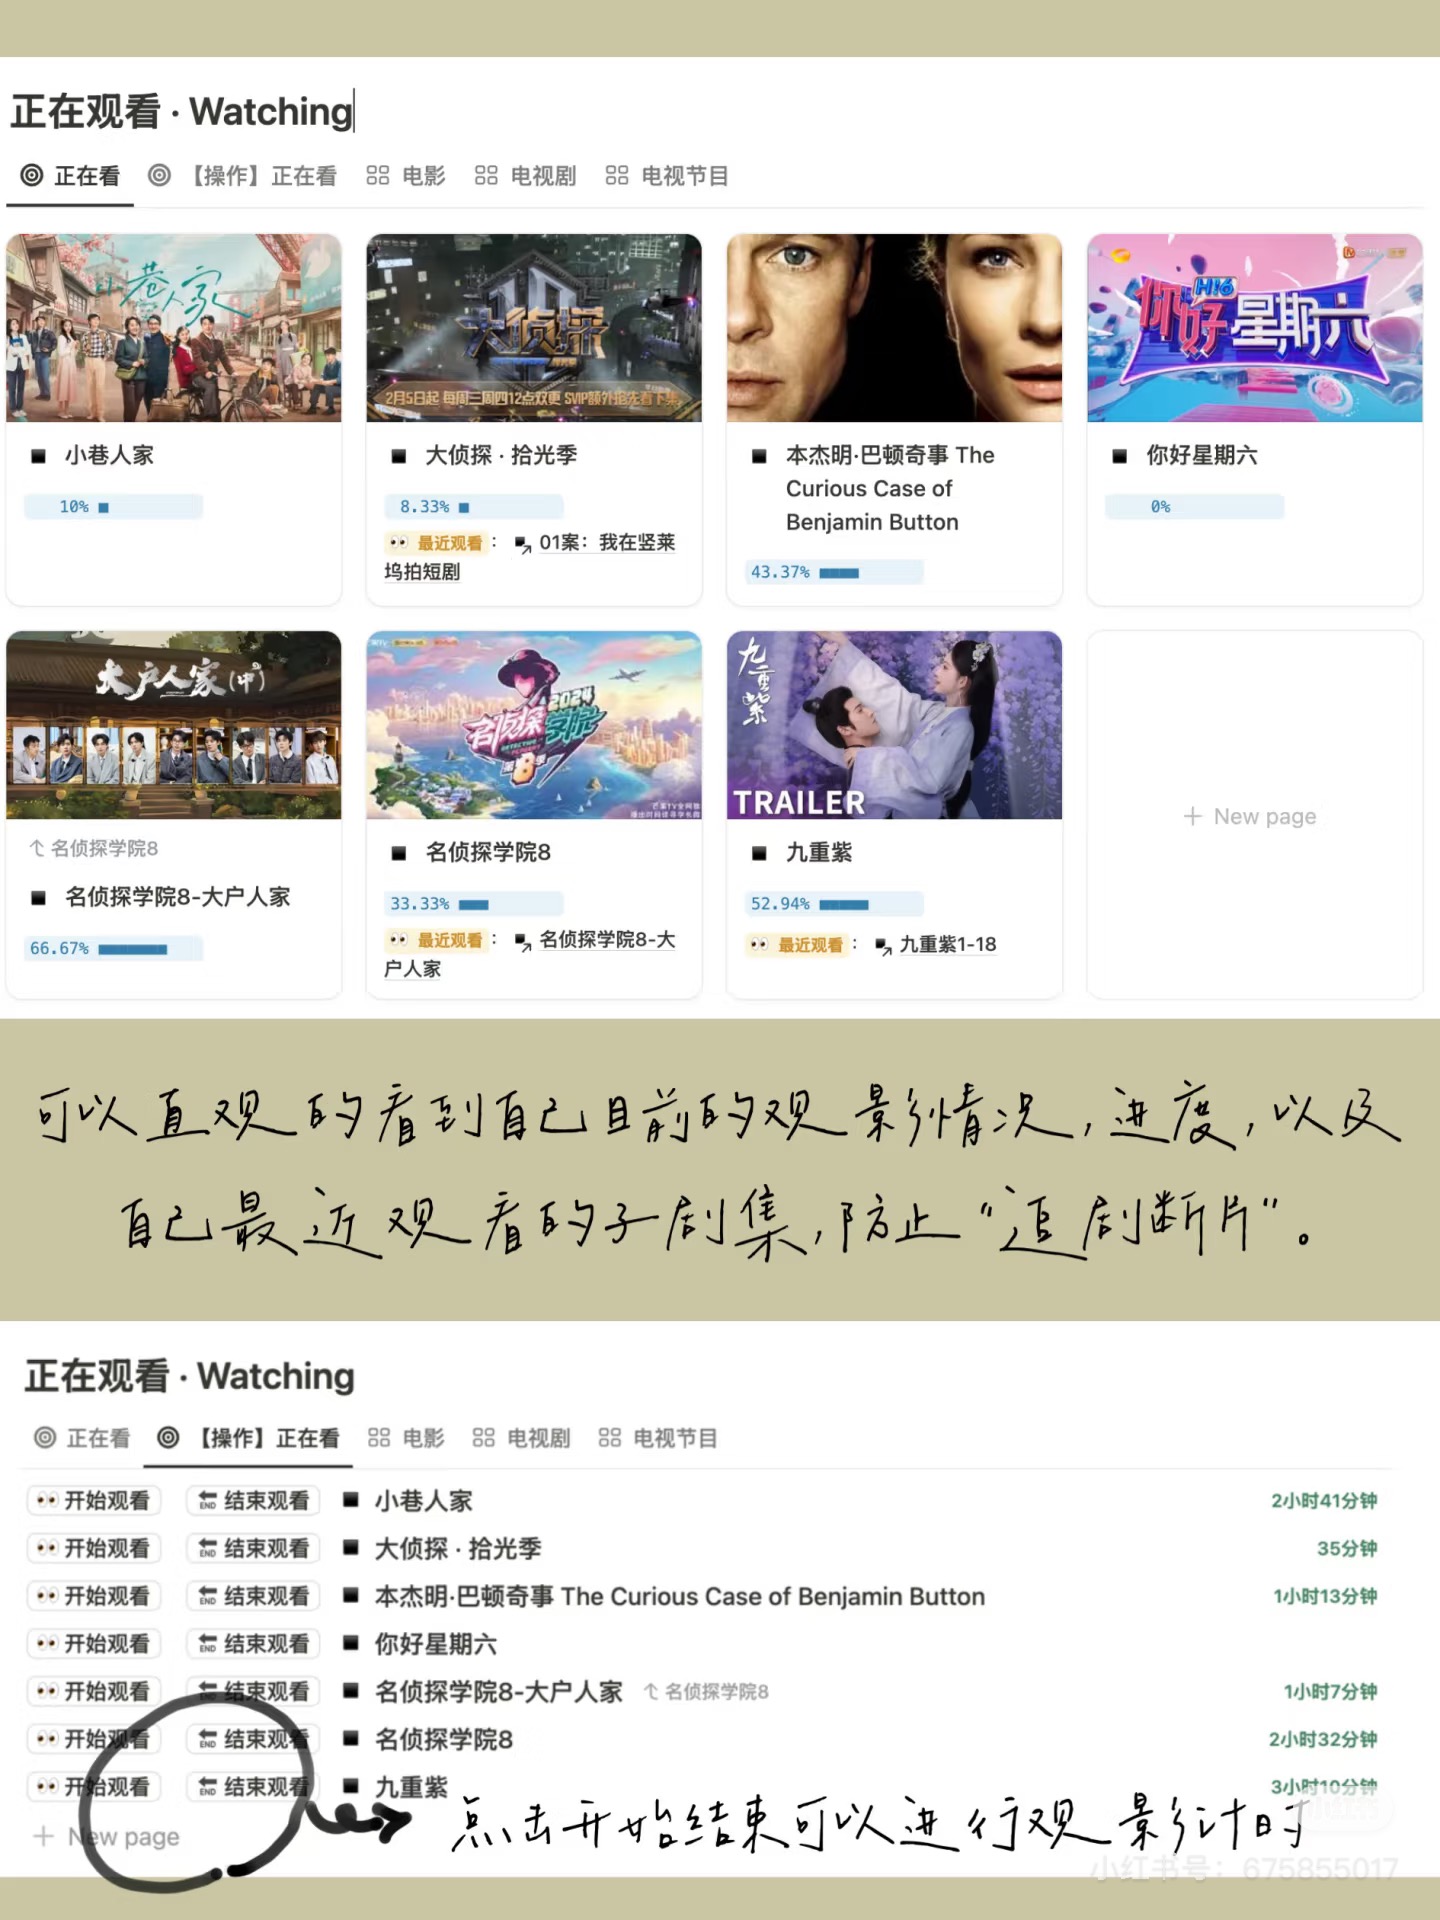 正在观看 · Watching
正在看 【操作】正在看 电影 电视剧 电视节目
小巷人家
大侦探
2月5日起 每周三周四12点双更 SVIP额外抢先看下集
你好星期六
小巷人家
10%
大侦探 · 拾光季
8.33%
最近观看： 01案：我在竖莱
坞拍短剧
本杰明·巴顿奇事 The
Curious Case of
Benjamin Button
43.37%
你好星期六
0%
大户人家(中)
2024
名侦探学院
第8季
九重紫
TRAILER
名侦探学院8
名侦探学院8-大户人家
66.67%
名侦探学院8
33.33%
最近观看： 名侦探学院8-大
户人家
九重紫
52.94%
最近观看： 九重紫1-18
New page
可以直观的看到自己目前的观影情况，进度，以及
自己最近观看的子剧集，防止“追剧断片”。
正在观看 · Watching
正在看 【操作】正在看 电影 电视剧 电视节目
开始观看 END 结束观看 小巷人家 2小时41分钟
开始观看 END 结束观看 大侦探 · 拾光季 35分钟
开始观看 END 结束观看 本杰明·巴顿奇事 The Curious Case of Benjamin Button 1小时13分钟
开始观看 END 结束观看 你好星期六
开始观看 END 结束观看 名侦探学院8-大户人家 名侦探学院8 1小时7分钟
开始观看 END 结束观看 名侦探学院8 2小时32分钟
开始观看 END 结束观看 九重紫 3小时10分钟
New page
点击开始结束可以进行观影计时
小红书号：675855017